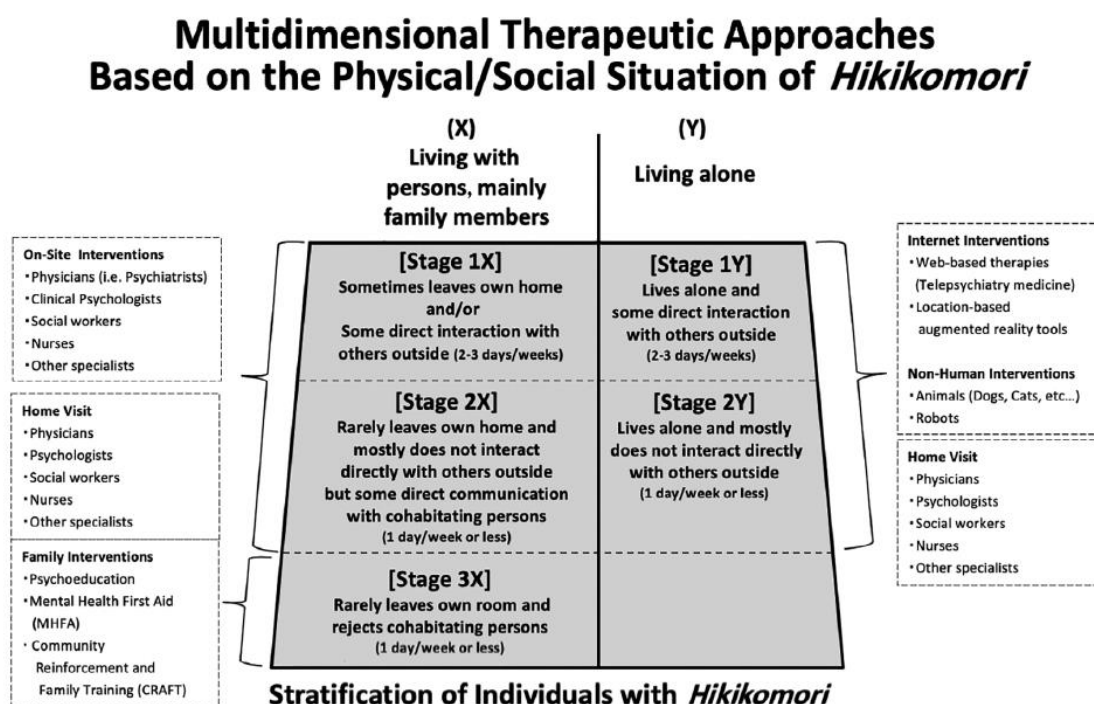 Multidimensional Therapeutic Approaches
Based on the Physical/Social Situation of Hikikomori
(X)
Living with
persons, mainly
family members
(Y)
Living alone
On-Site Interventions
・Physicians (i.e. Psychiatrists)
・Clinical Psychologists
・Social workers
・Nurses
・Other specialists
Home Visit
・Physicians
・Psychologists
・Social workers
・Nurses
・Other specialists
Family Interventions
・Psychoeducation
・Mental Health First Aid
(MHFA)
・Community
Reinforcement and
Family Training (CRAFT)
[Stage 1X]
Sometimes leaves own home
and/or
Some direct interaction with
others outside (2-3 days/weeks)
[Stage 1Y]
Lives alone and
some direct interaction
with others outside
(2-3 days/weeks)
[Stage 2X]
Rarely leaves own home and
mostly does not interact
directly with others outside
but some direct communication
with cohabitating persons
(1 day/week or less)
[Stage 2Y]
Lives alone and mostly
does not interact directly
with others outside
(1 day/week or less)
[Stage 3X]
Rarely leaves own room and
rejects cohabitating persons
(1 day/week or less)
Internet Interventions
・Web-based therapies
(Telepsychiatry medicine)
・Location-based
augmented reality tools
Non-Human Interventions
・Animals (Dogs, Cats, etc...)
・Robots
Home Visit
・Physicians
・Psychologists
・Social workers
・Nurses
・Other specialists
Stratification of Individuals with Hikikomori